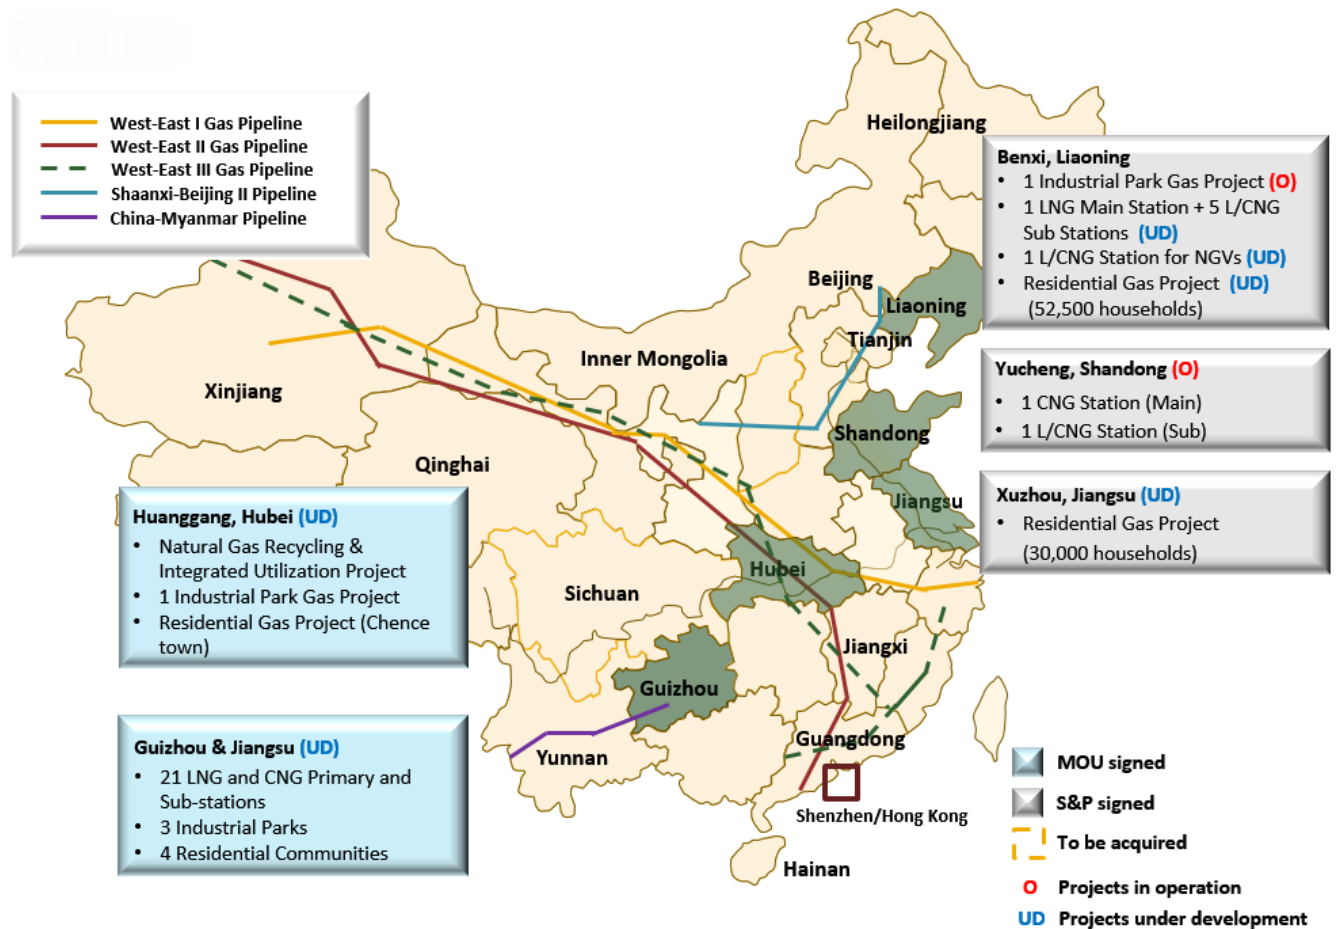 West-East I Gas Pipeline
West-East II Gas Pipeline
West-East III Gas Pipeline
Shaanxi-Beijing II Pipeline
China-Myanmar Pipeline
Heilongjiang
Benxi, Liaoning
• 1 Industrial Park Gas Project (O)
• 1 LNG Main Station + 5 L/CNG
Sub Stations (UD)
• 1 L/CNG Station for NGVs (UD)
• Residential Gas Project (UD)
(52,500 households)
Beijing
Liaoning
Tianjin
Inner Mongolia
Xinjiang
Yucheng, Shandong (O)
• 1 CNG Station (Main)
• 1 L/CNG Station (Sub)
Shandong
Qinghai
Jiangsu
Xuzhou, Jiangsu (UD)
• Residential Gas Project
(30,000 households)
Huanggang, Hubei (UD)
• Natural Gas Recycling &
Integrated Utilization Project
• 1 Industrial Park Gas Project
• Residential Gas Project (Chence
town)
Hubei
Sichuan
Jiangxi
Guizhou
Guangdong
Yunnan
Guizhou & Jiangsu (UD)
• 21 LNG and CNG Primary and
Sub-stations
• 3 Industrial Parks
• 4 Residential Communities
Shenzhen/Hong Kong
Hainan
MOU signed
S&P signed
To be acquired
O Projects in operation
UD Projects under development